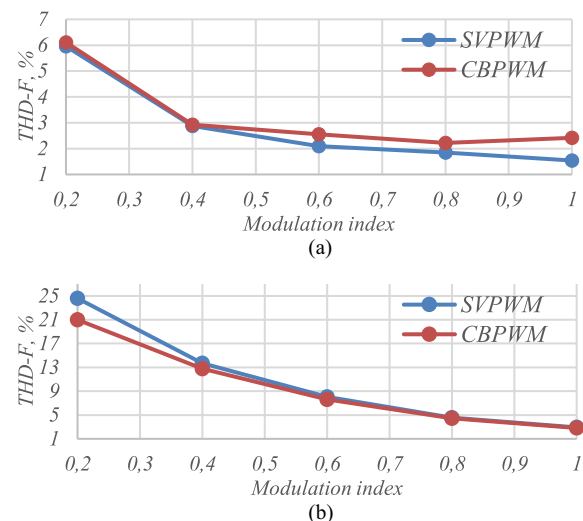 7
6
5
4
3
2
1
THD-F, %
SVPWM
CBPWM
0,2 0,3 0,4 0,5 0,6 0,7 0,8 0,9 1
Modulation index
(a)
25
21
17
13
9
5
1
THD-F, %
SVPWM
CBPWM
0,2 0,3 0,4 0,5 0,6 0,7 0,8 0,9 1
Modulation index
(b)